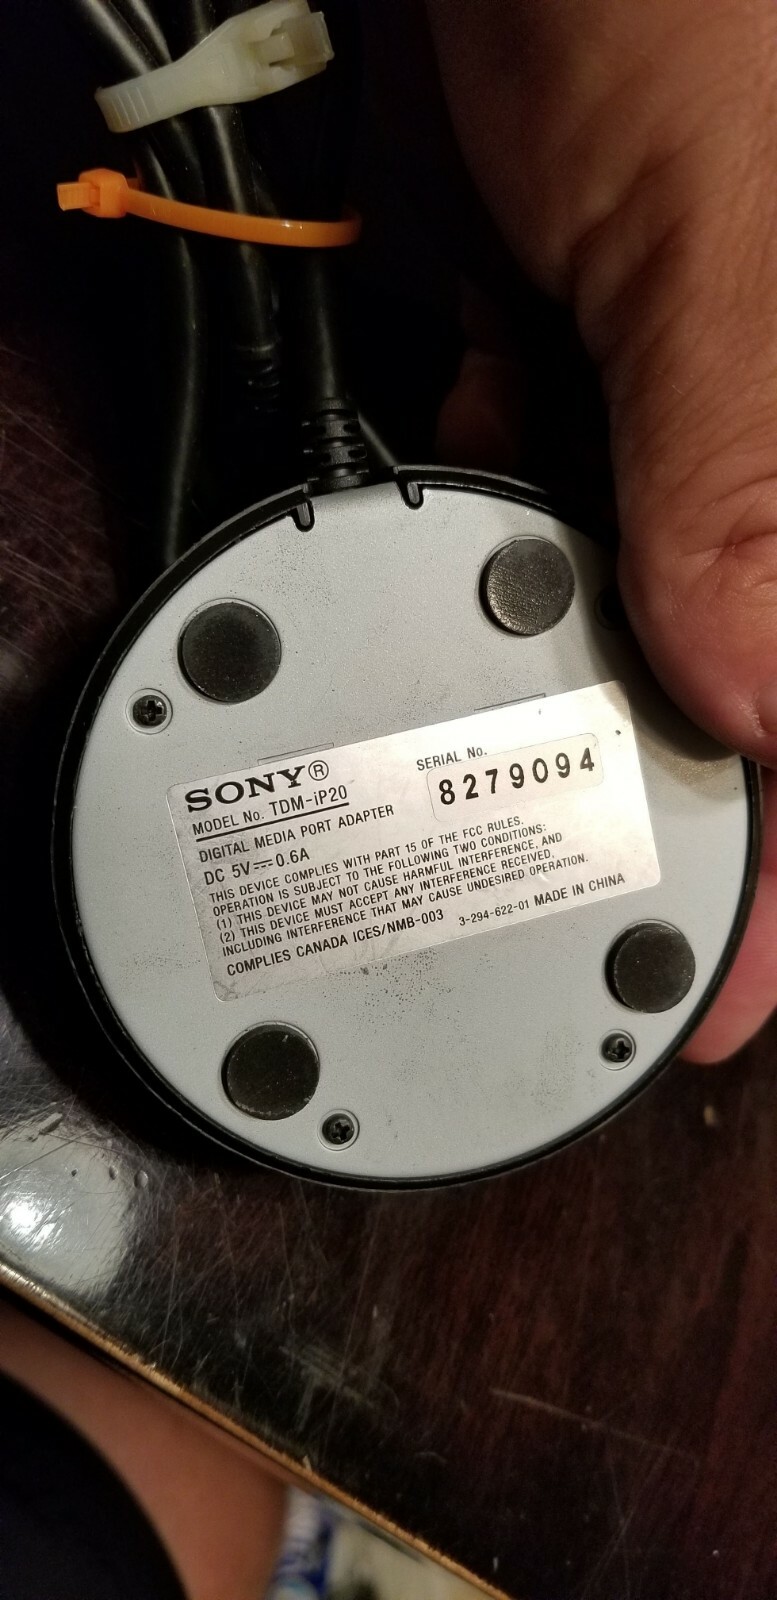 SONY®
SERIAL No.
MODEL No. TDM-iP20
8279094
DIGITAL MEDIA PORT ADAPTER
DC 5V⎓0.6A
THIS DEVICE COMPLIES WITH PART 15 OF THE FCC RULES.
OPERATION IS SUBJECT TO THE FOLLOWING TWO CONDITIONS:
(1) THIS DEVICE MAY NOT CAUSE HARMFUL INTERFERENCE, AND
(2) THIS DEVICE MUST ACCEPT ANY INTERFERENCE RECEIVED,
INCLUDING INTERFERENCE THAT MAY CAUSE UNDESIRED OPERATION.
COMPLIES CANADA ICES/NMB-003 3-294-622-01 MADE IN CHINA